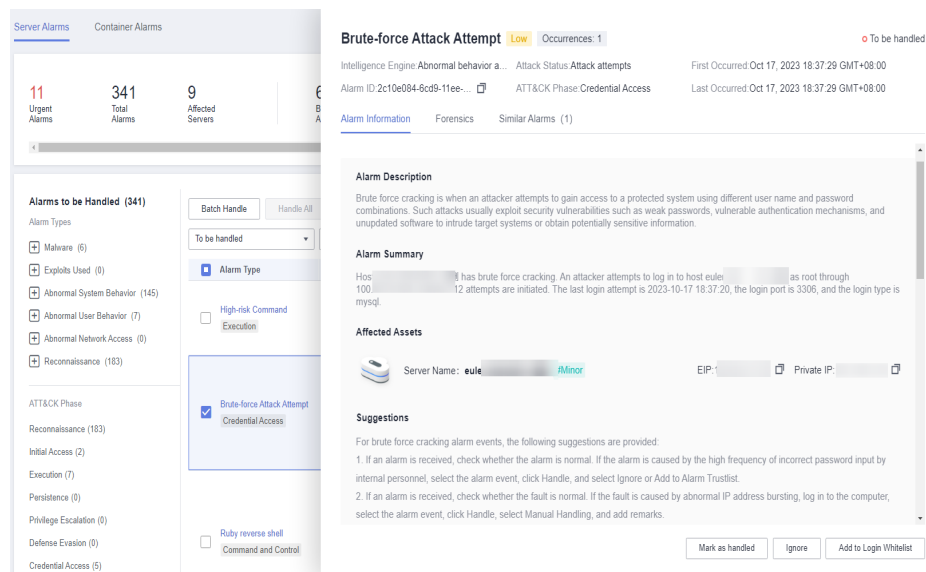 Server Alarms
Container Alarms
11
Urgent
Alarms
341
Total
Alarms
9
Affected
Servers
Alarms to be Handled (341)
Alarm Types
Malware (6)
Exploits Used (0)
Abnormal System Behavior (145)
Abnormal User Behavior (7)
Abnormal Network Access (0)
Reconnaissance (183)
ATT&CK Phase
Reconnaissance (183)
Initial Access (2)
Execution (7)
Persistence (0)
Privilege Escalation (0)
Defense Evasion (0)
Credential Access (5)
Batch Handle
Handle All
To be handled
Alarm Type
High-risk Command
Execution
Brute-force Attack Attempt
Credential Access
Ruby reverse shell
Command and Control
Brute-force Attack Attempt Low Occurrences: 1
To be handled
Intelligence Engine:Abnormal behavior a... Attack Status:Attack attempts First Occurred:Oct 17, 2023 18:37:29 GMT+08:00
Alarm ID:2c10e084-6cd9-11ee-... ATT&CK Phase:Credential Access Last Occurred:Oct 17, 2023 18:37:29 GMT+08:00
Alarm Information Forensics Similar Alarms (1)
Alarm Description
Brute force cracking is when an attacker attempts to gain access to a protected system using different user name and password
combinations. Such attacks usually exploit security vulnerabilities such as weak passwords, vulnerable authentication mechanisms, and
unupdated software to intrude target systems or obtain potentially sensitive information.
Alarm Summary
Hos has brute force cracking. An attacker attempts to log in to host euler as root through
100. 12 attempts are initiated. The last login attempt is 2023-10-17 18:37:20, the login port is 3306, and the login type is
mysql.
Affected Assets
Server Name: eule #Minor EIP: Private IP:
Suggestions
For brute force cracking alarm events, the following suggestions are provided:
1. If an alarm is received, check whether the alarm is normal. If the alarm is caused by the high frequency of incorrect password input by
internal personnel, select the alarm event, click Handle, and select Ignore or Add to Alarm Trustlist.
2. If an alarm is received, check whether the fault is normal. If the fault is caused by abnormal IP address bursting, log in to the computer,
select the alarm event, click Handle, select Manual Handling, and add remarks.
Mark as handled
Ignore
Add to Login Whitelist